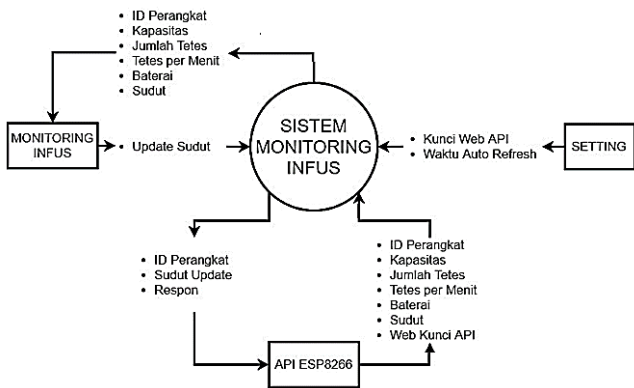 • ID Perangkat
• Kapasitas
• Jumlah Tetes
• Tetes per Menit
• Baterai
• Sudut
MONITORING
INFUS
• Update Sudut
SISTEM
MONITORING
INFUS
• Kunci Web API
• Waktu Auto Refresh
SETTING
• ID Perangkat
• Sudut Update
• Respon
• ID Perangkat
• Kapasitas
• Jumlah Tetes
• Tetes per Menit
• Baterai
• Sudut
• Web Kunci API
API ESP8266